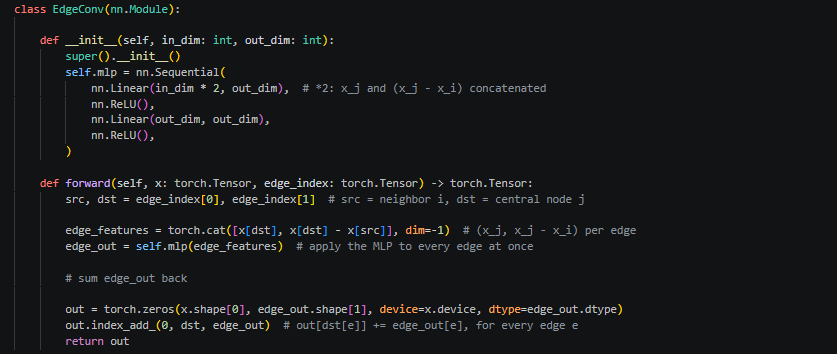 class EdgeConv(nn.Module):
def __init__(self, in_dim: int, out_dim: int):
super().__init__()
self.mlp = nn.Sequential(
nn.Linear(in_dim * 2, out_dim),  # *2: x_j and (x_j - x_i) concatenated
nn.ReLU(),
nn.Linear(out_dim, out_dim),
nn.ReLU(),
)
def forward(self, x: torch.Tensor, edge_index: torch.Tensor) -> torch.Tensor:
src, dst = edge_index[0], edge_index[1]  # src = neighbor i, dst = central node j
edge_features = torch.cat([x[dst], x[dst] - x[src]], dim=-1)  # (x_j, x_j - x_i) per edge
edge_out = self.mlp(edge_features)  # apply the MLP to every edge at once
# sum edge_out back
out = torch.zeros(x.shape[0], edge_out.shape[1], device=x.device, dtype=edge_out.dtype)
out.index_add_(0, dst, edge_out)  # out[dst[e]] += edge_out[e], for every edge e
return out